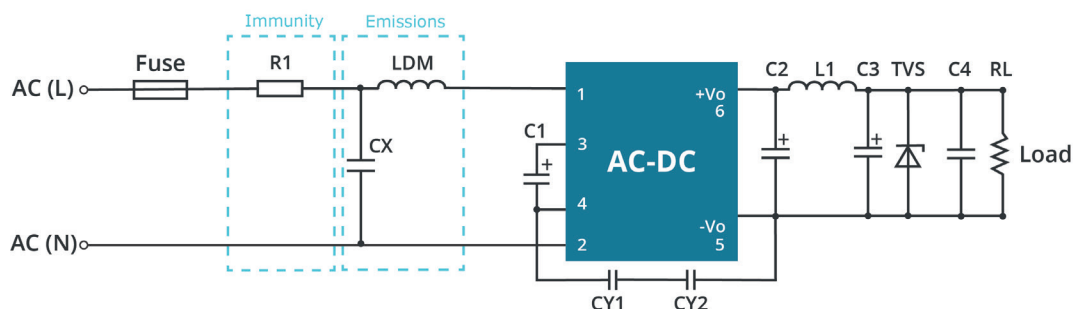 Immunity
Emissions
Fuse
R1
LDM
AC (L)
C2
L1
C3
TVS
C4
RL
1
+Vo
6
C1
CX
3
+
+
+
AC-DC
Load
4
AC (N)
2
-Vo
5
CY1
CY2